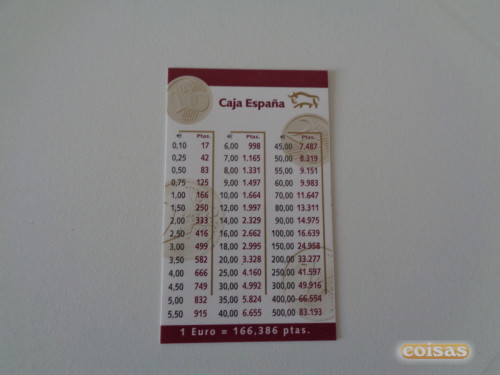 Caja España
€ Ptas. € Ptas. € Ptas.
0,10 17 6,00 998 45,00 7.487
0,25 42 7,00 1.165 50,00 8.319
0,50 83 8,00 1.331 55,00 9.151
0,75 125 9,00 1.497 60,00 9.983
1,00 166 10,00 1.664 70,00 11.647
1,50 250 12,00 1.997 80,00 13.311
2,00 333 14,00 2.329 90,00 14.975
2,50 416 16,00 2.662 100,00 16.639
3,00 499 18,00 2.995 150,00 24.958
3,50 582 20,00 3.328 200,00 33.277
4,00 666 25,00 4.160 250,00 41.597
4,50 749 30,00 4.992 300,00 49.916
5,00 832 35,00 5.824 400,00 66.554
5,50 915 40,00 6.655 500,00 83.193
1 Euro = 166,386 ptas.
coisas